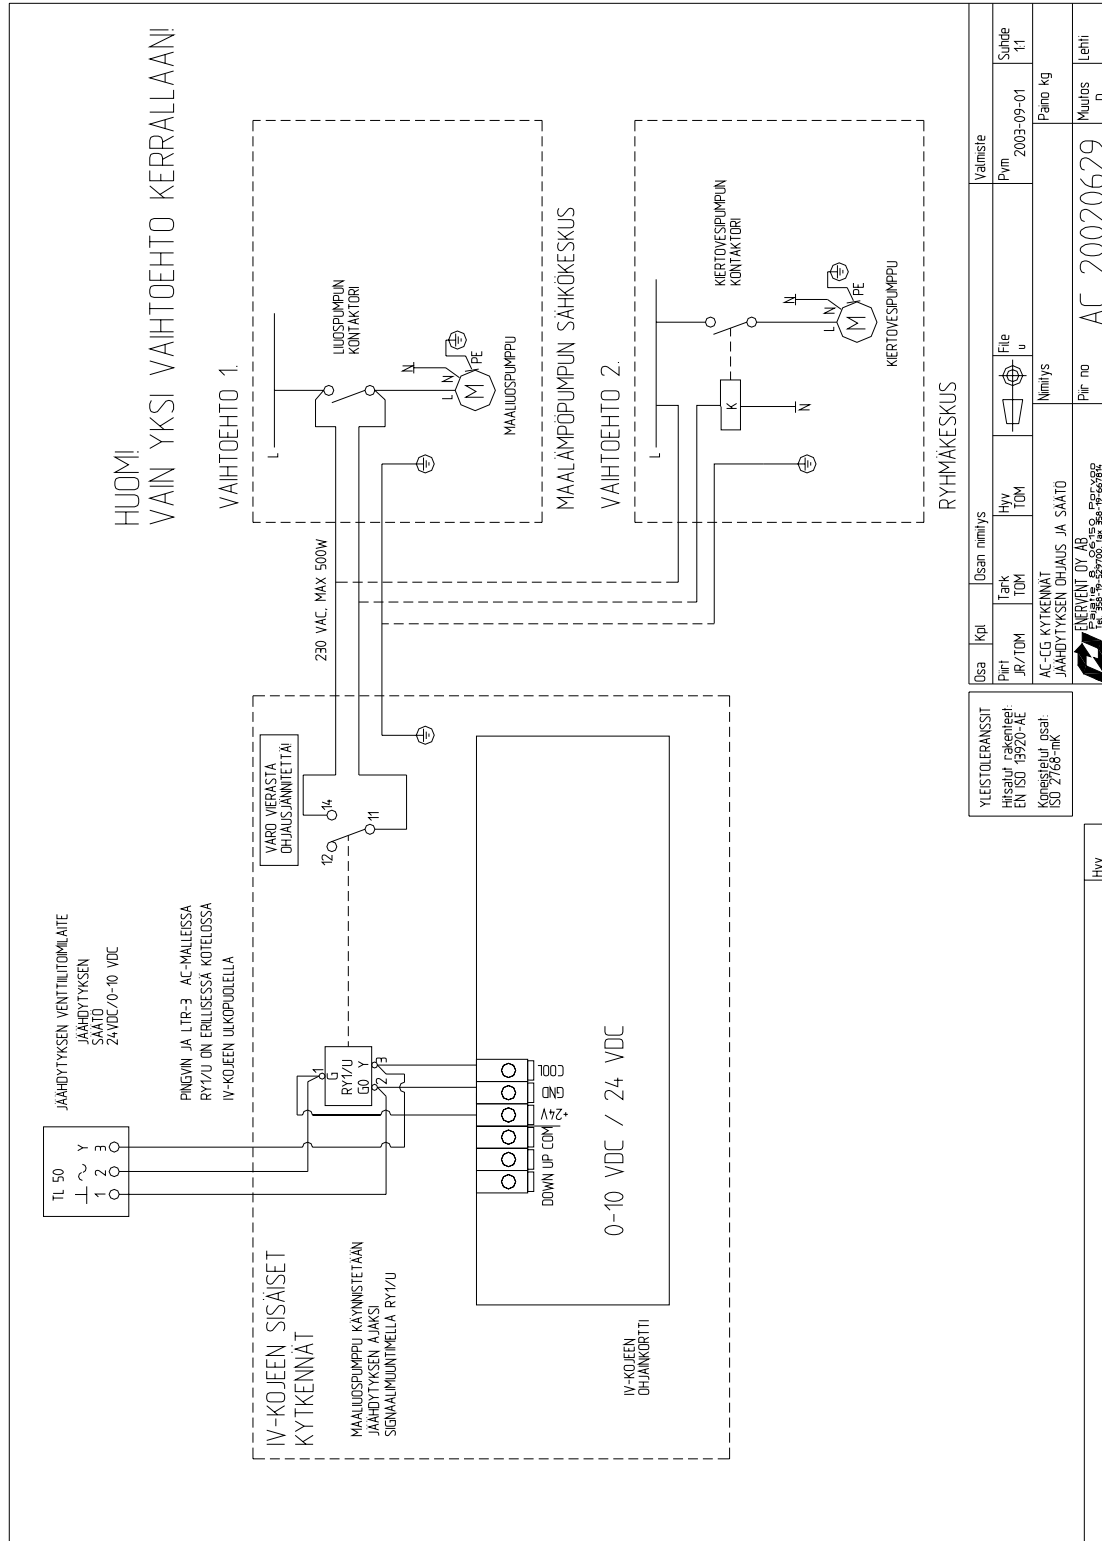 HUOM!
VAIN YKSI VAIHTOEHTO KERRALLAAN!
JÄÄHDYTYKSEN VENTTIILITOIMILAITE
JÄÄHDYTYKSEN
SÄÄTÖ
24VDC/0-10 VDC
TL 50
Y
1 2 3
PINGVIN JA LTR-3 AC-MALLEISSA
RY1/U ON ERILLISESSÄ KOTELOSSA
IV-KOJEEN ULKOPUOLELLA
IV-KOJEEN SISÄISET
KYTKENNÄT
MAALIUOSPUMPPU KÄYNNISTETÄÄN
JÄÄHDYTYKSEN AJAKSI
SIGNAALIMUUNTIMELLA RY1/U
1
G
RY1/U
G0 Y
2 3
VARO VIERASTA
OHJAUSJÄNNITETTÄ!
12 14
11
DOWN UP COM +24V GND COOL
0-10 VDC / 24 VDC
IV-KOJEEN
OHJAINKORTTI
230 VAC, MAX 500W
VAIHTOEHTO 1.
L
LIUOSPUMPUN
KONTAKTORI
N
L N
PE
M
MAALIUOSPUMPPU
MAALÄMPÖPUMPUN SÄHKÖKESKUS
VAIHTOEHTO 2.
L
KIERTOVESIPUMPUN
KONTAKTORI
K
N
N
L N
PE
M
KIERTOVESIPUMPPU
RYHMÄKESKUS
YLEISTOLERANSSIT
Hitsatut rakenteet:
EN ISO 13920-AE
Koneistetut osat:
ISO 2768-mK
Osa Kpl Osan nimitys Valmiste
Piirt Tark Hyv File Pvm Suhde
JR/TOM TOM TOM u 2003-09-01 1:1
AC-CG KYTKENNÄT
JÄÄHDYTYKSEN OHJAUS JA SÄÄTÖ
Nimitys Paino kg
ENERVENT OY AB
06150 Porvoo
Piir no AC 20020629 Muutos Lehti
Hyv